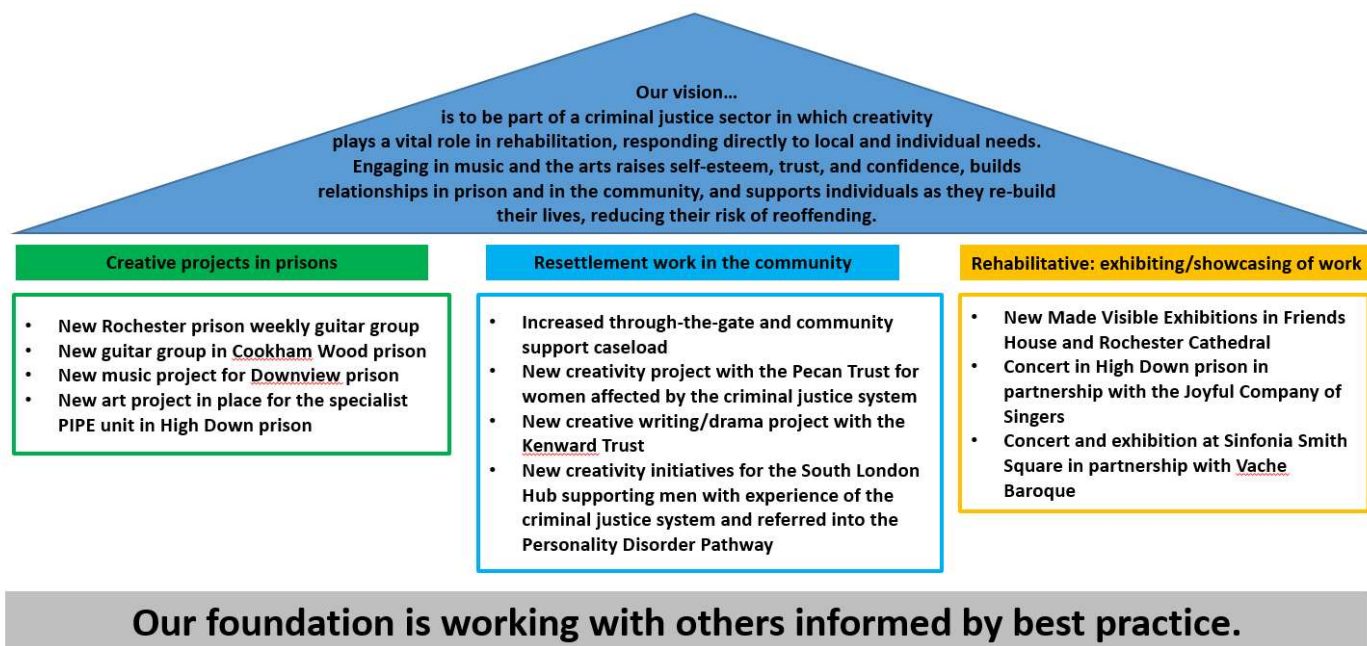 Our vision...
is to be part of a criminal justice sector in which creativity
plays a vital role in rehabilitation, responding directly to local and individual needs.
Engaging in music and the arts raises self-esteem, trust, and confidence, builds
relationships in prison and in the community, and supports individuals as they re-build
their lives, reducing their risk of reoffending.
Creative projects in prisons
• New Rochester prison weekly guitar group
• New guitar group in Cookham Wood prison
• New music project for Downview prison
• New art project in place for the specialist
PIPE unit in High Down prison
Resettlement work in the community
• Increased through-the-gate and community
support caseload
• New creativity project with the Pecan Trust for
women affected by the criminal justice system
• New creative writing/drama project with the
Kenward Trust
• New creativity initiatives for the South London
Hub supporting men with experience of the
criminal justice system and referred into the
Personality Disorder Pathway
Rehabilitative: exhibiting/showcasing of work
• New Made Visible Exhibitions in Friends
House and Rochester Cathedral
• Concert in High Down prison in
partnership with the Joyful Company of
Singers
• Concert and exhibition at Sinfonia Smith
Square in partnership with Vache
Baroque
Our foundation is working with others informed by best practice.